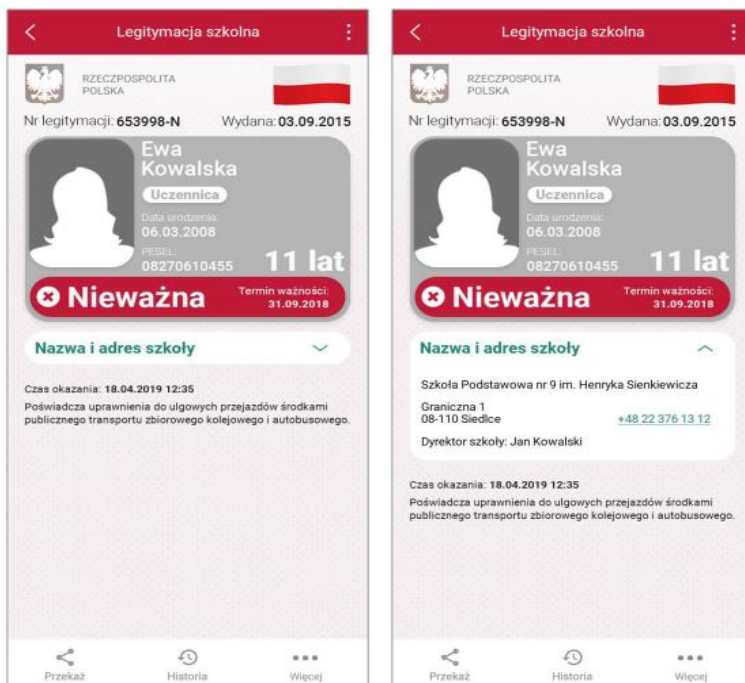 Legitymacja szkolna
RZECZPOSPOLITA
POLSKA
Nr legitymacji: 653998-N Wydana: 03.09.2015
Ewa
Kowalska
Uczennica
Data urodzenia:
06.03.2008
PESEL:
08270610455
11 lat
Nieważna
Termin ważności:
31.09.2018
Nazwa i adres szkoły
Czas okazania: 18.04.2019 12:35
Poświadcza uprawnienia do ulgowych przejazdów środkami
publicznego transportu zbiorowego kolejowego i autobusowego.
Przekaż Historia Więcej
Legitymacja szkolna
RZECZPOSPOLITA
POLSKA
Nr legitymacji: 653998-N Wydana: 03.09.2015
Ewa
Kowalska
Uczennica
Data urodzenia:
06.03.2008
PESEL:
08270610455
11 lat
Nieważna
Termin ważności:
31.09.2018
Nazwa i adres szkoły
Szkoła Podstawowa nr 9 im. Henryka Sienkiewicza
Graniczna 1
08-110 Siedlce +48 22 376 13 12
Dyrektor szkoły: Jan Kowalski
Czas okazania: 18.04.2019 12:35
Poświadcza uprawnienia do ulgowych przejazdów środkami
publicznego transportu zbiorowego kolejowego i autobusowego.
Przekaż Historia Więcej